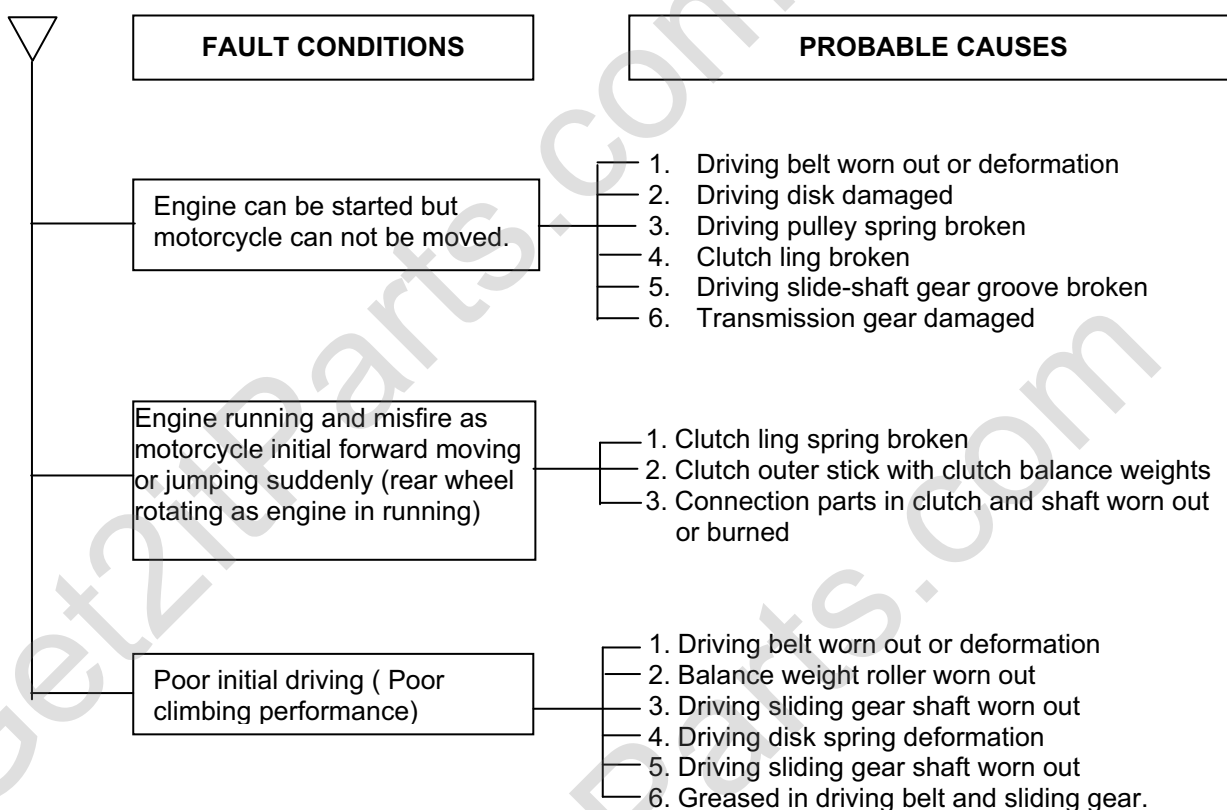 FAULT CONDITIONS
PROBABLE CAUSES
Engine can be started but
motorcycle can not be moved.
1. Driving belt worn out or deformation
2. Driving disk damaged
3. Driving pulley spring broken
4. Clutch ling broken
5. Driving slide-shaft gear groove broken
6. Transmission gear damaged
Engine running and misfire as
motorcycle initial forward moving
or jumping suddenly (rear wheel
rotating as engine in running)
1. Clutch ling spring broken
2. Clutch outer stick with clutch balance weights
3. Connection parts in clutch and shaft worn out
or burned
Poor initial driving ( Poor
climbing performance)
1. Driving belt worn out or deformation
2. Balance weight roller worn out
3. Driving sliding gear shaft worn out
4. Driving disk spring deformation
5. Driving sliding gear shaft worn out
6. Greased in driving belt and sliding gear.
Get2itParts.com
Parts.com